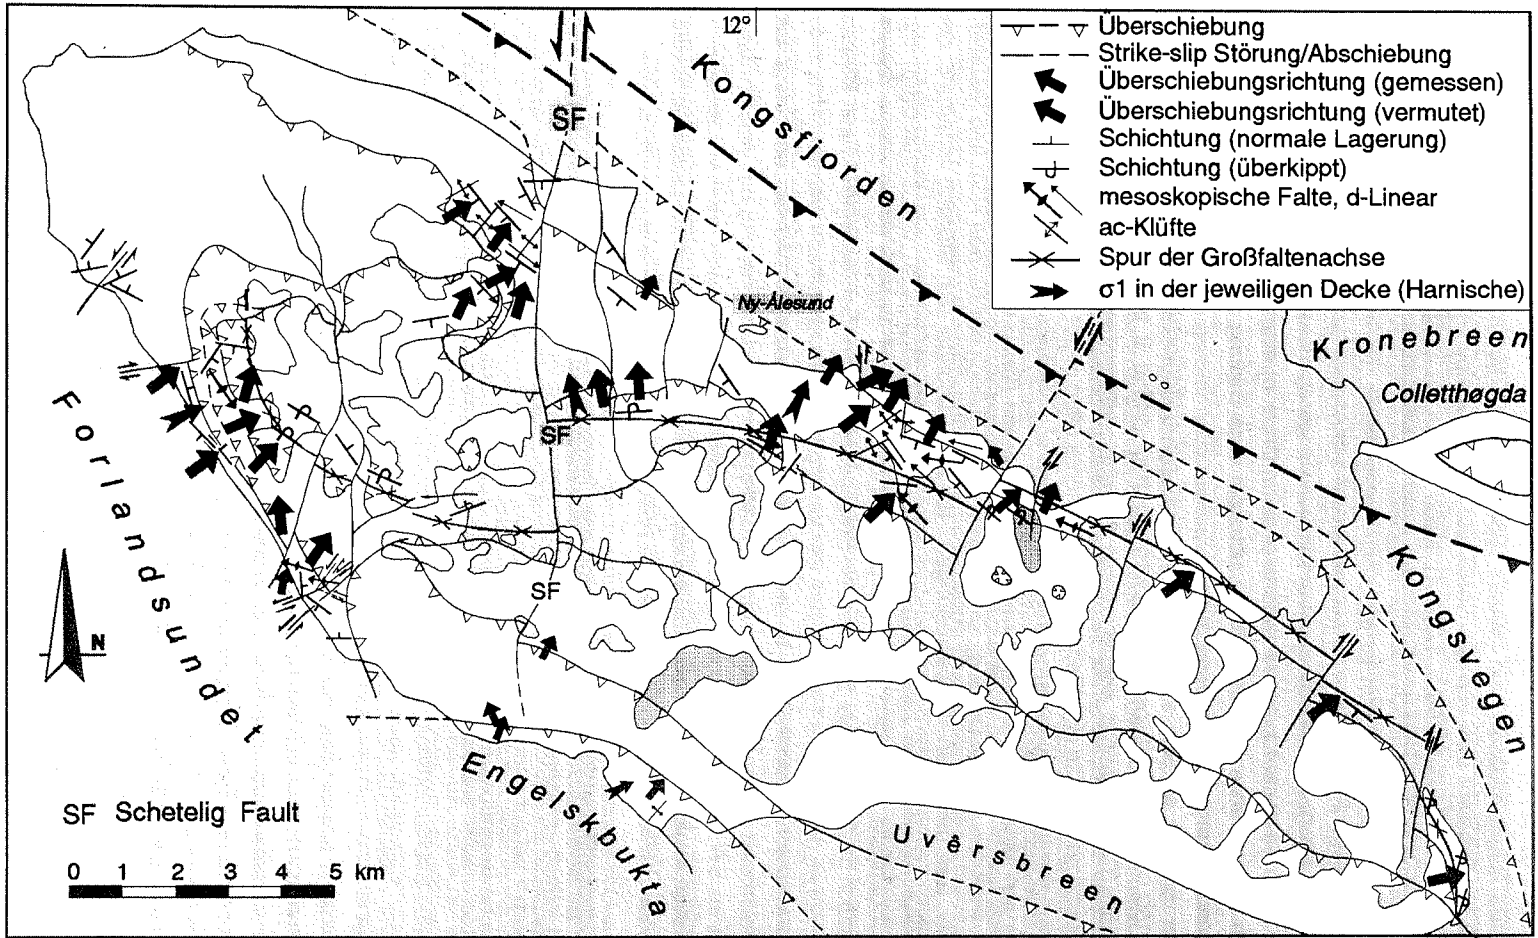 12°
Überschiebung
Strike-slip Störung/Abschiebung
Überschiebungsrichtung (gemessen)
Überschiebungsrichtung (vermutet)
Schichtung (normale Lagerung)
Schichtung (überkippt)
mesoskopische Falte, d-Linear
ac-Klüfte
Spur der Großfaltenachse
σ1 in der jeweiligen Decke (Harnische)
SF
Kongsfjorden
Ny-Ålesund
Kronebreen
Colletthøgda
Forlandsundet
SF
SF
Kongsvegen
N
Engelskbukta
Uvêrsbreen
SF Schetelig Fault
0 1 2 3 4 5 km